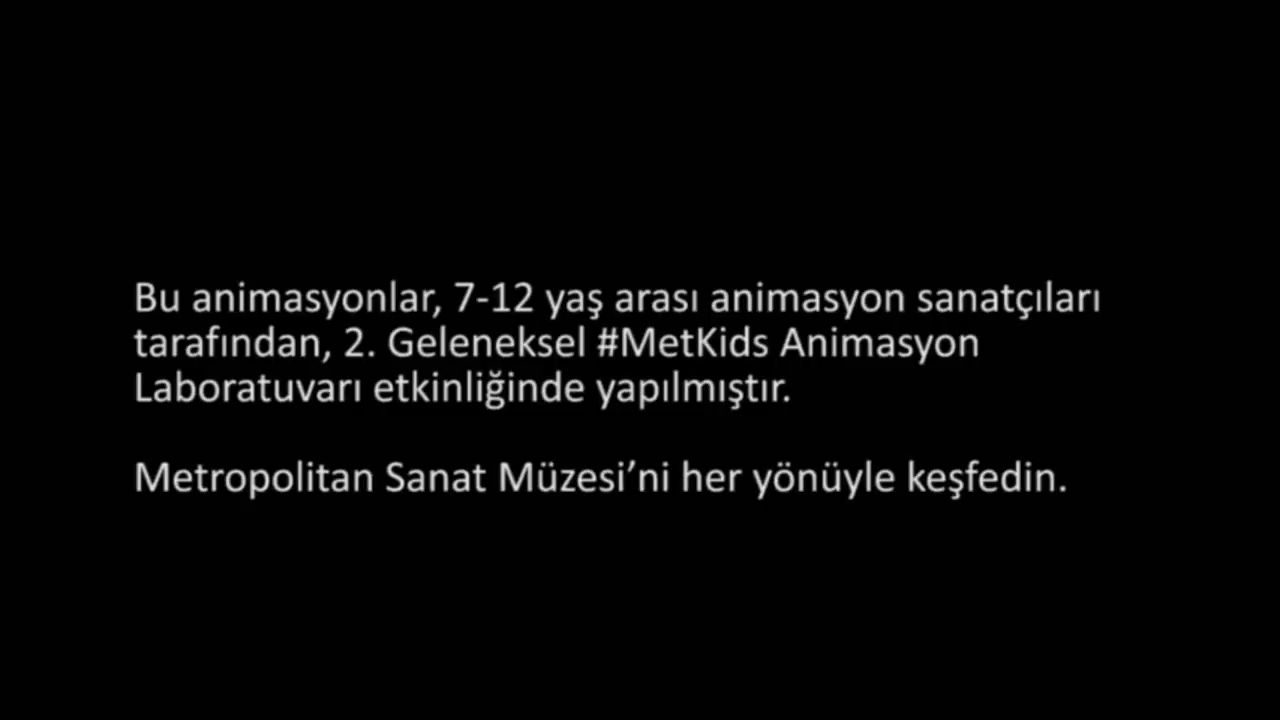 Bu animasyonlar, 7-12 yaş arası animasyon sanatçıları
tarafından, 2. Geleneksel #MetKids Animasyon
Laboratuvarı etkinliğinde yapılmıştır.
Metropolitan Sanat Müzesi’ni her yönüyle keşfedin.